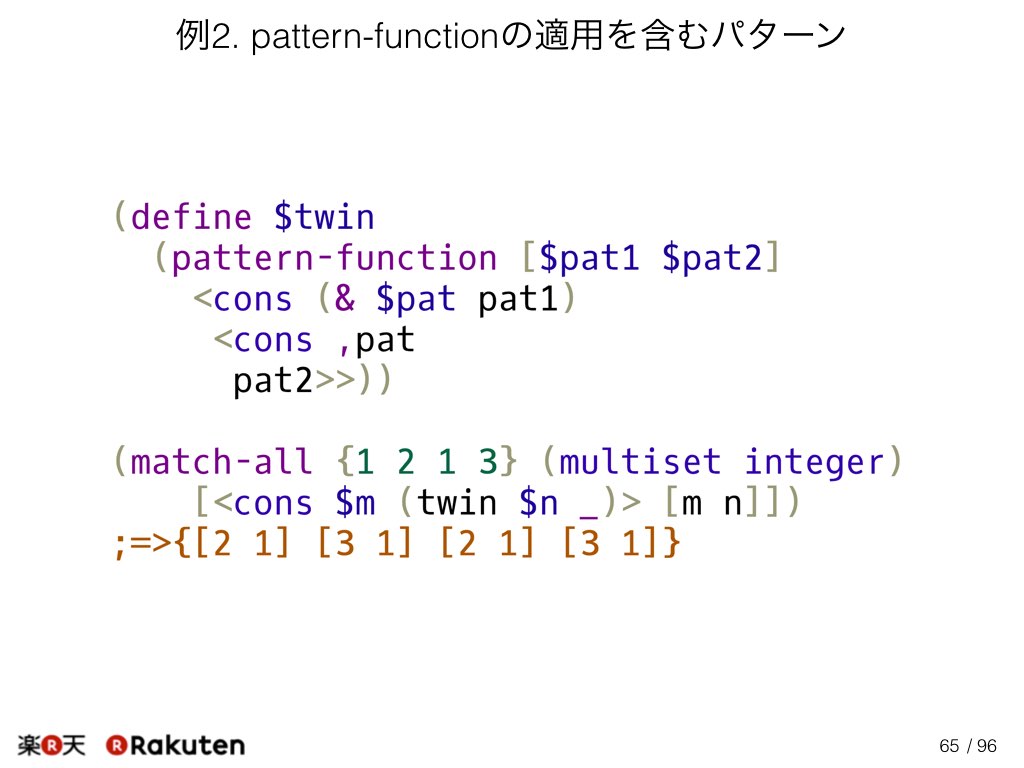 例2. pattern-functionの適用を含むパターン
(define $twin
(pattern-function [$pat1 $pat2]
<cons (& $pat pat1)
<cons ,pat
pat2>>))
(match-all {1 2 1 3} (multiset integer)
[<cons $m (twin $n _)> [m n]])
;=>{[2 1] [3 1] [2 1] [3 1]}
楽R天 R Rakuten
65 / 96